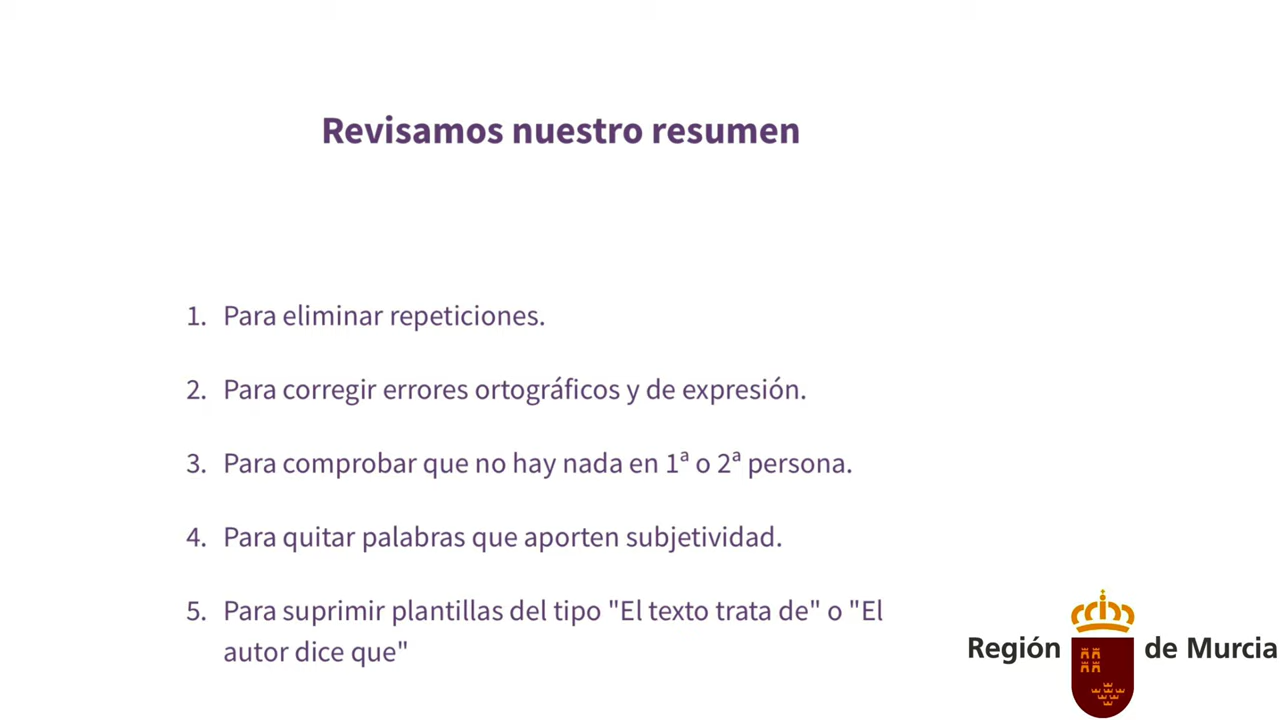 Revisamos nuestro resumen
1. Para eliminar repeticiones.
2. Para corregir errores ortográficos y de expresión.
3. Para comprobar que no hay nada en 1ª o 2ª persona.
4. Para quitar palabras que aporten subjetividad.
5. Para suprimir plantillas del tipo "El texto trata de" o "El
autor dice que"
Región de Murcia